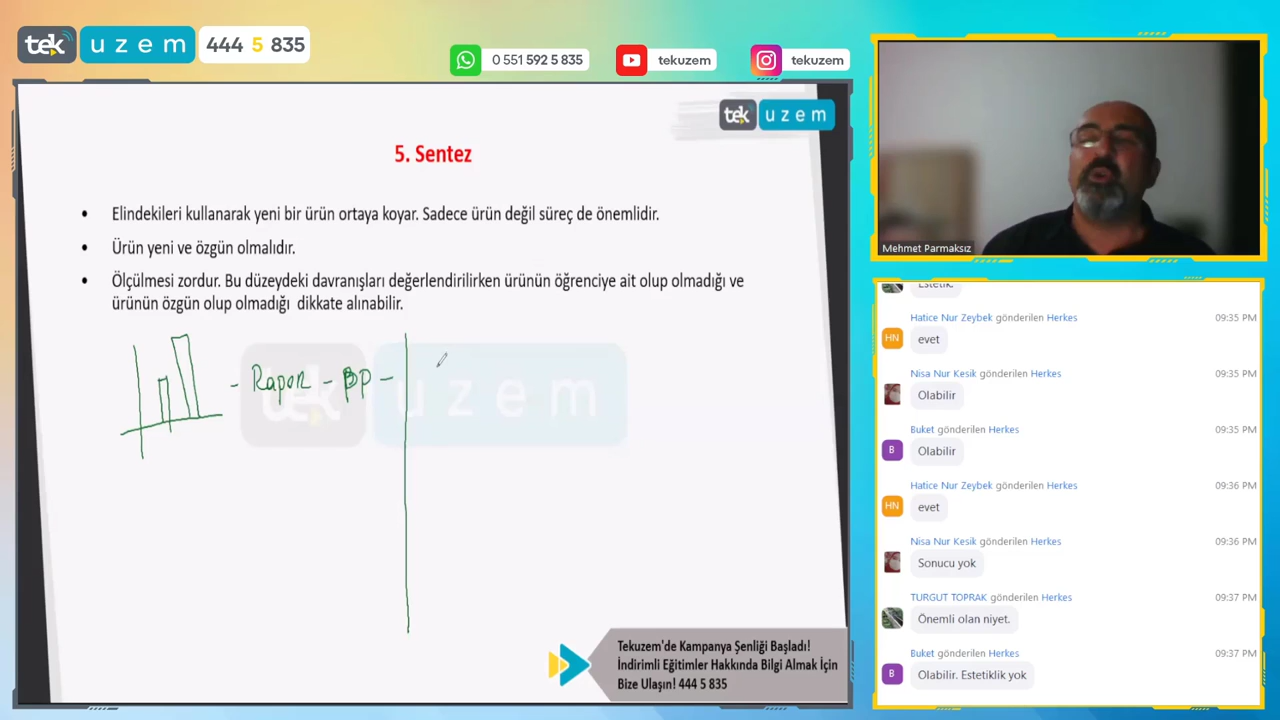 tek uzem 444 5 835
0 551 592 5 835
tekuzem
tekuzem
tek uzem
5. Sentez
• Elindekileri kullanarak yeni bir ürün ortaya koyar. Sadece ürün değil süreç de önemlidir.
• Ürün yeni ve özgün olmalıdır.
• Ölçülmesi zordur. Bu düzeydeki davranışları değerlendirilirken ürünün öğrenciye ait olup olmadığı ve
ürünün özgün olup olmadığı dikkate alınabilir.
- Rapor - BP -
tek uzem
Tekuzem'de Kampanya Şenliği Başladı!
İndirimli Eğitimler Hakkında Bilgi Almak İçin
Bize Ulaşın! 444 5 835
Mehmet Parmaksız
Estetik.
Hatice Nur Zeybek gönderilen Herkes 09:35 PM
HN evet
Nisa Nur Kesik gönderilen Herkes 09:35 PM
Olabilir
Buket gönderilen Herkes 09:35 PM
B Olabilir
Hatice Nur Zeybek gönderilen Herkes 09:36 PM
HN evet
Nisa Nur Kesik gönderilen Herkes 09:36 PM
Sonucu yok
TURGUT TOPRAK gönderilen Herkes 09:37 PM
Önemli olan niyet.
Buket gönderilen Herkes 09:37 PM
B Olabilir. Estetiklik yok